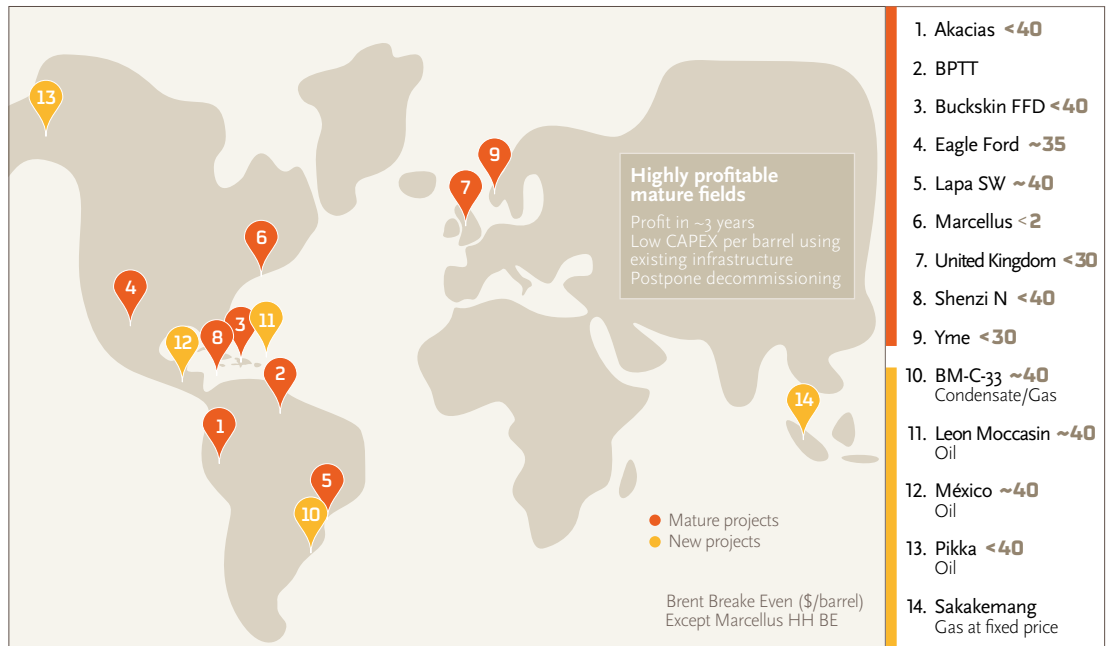 13
9
7
6
4
3
11
8
12
2
14
1
5
10
Highly profitable
mature fields
Profit in ~3 years
Low CAPEX per barrel using
existing infrastructure
Postpone decommissioning
Mature projects
New projects
Brent Breake Even ($/barrel)
Except Marcellus HH BE
1. Akacias <40
2. BPTT
3. Buckskin FFD <40
4. Eagle Ford ~35
5. Lapa SW ~40
6. Marcellus <2
7. United Kingdom <30
8. Shenzi N <40
9. Yme <30
10. BM-C-33 ~40
Condensate/Gas
11. Leon Moccasin ~40
Oil
12. México ~40
Oil
13. Pikka <40
Oil
14. Sakakemang
Gas at fixed price